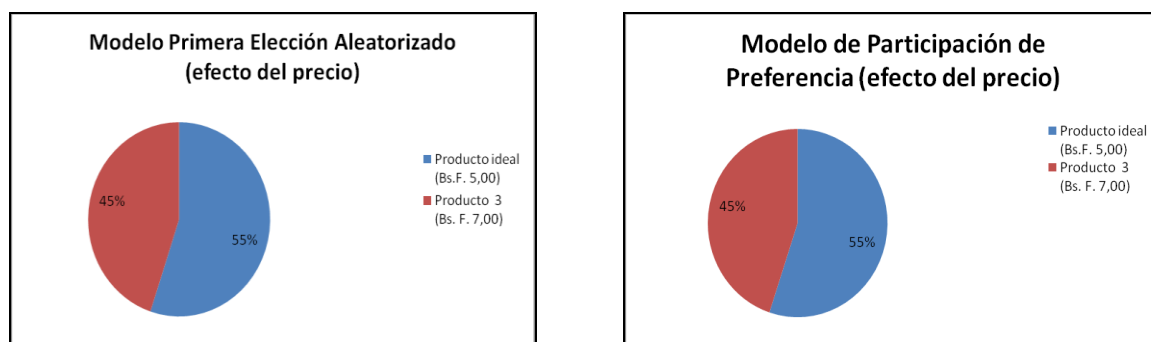 Modelo Primera Elección Aleatorizado
(efecto del precio)
Producto ideal
(Bs.F. 5,00)
Producto 3
(Bs. F. 7,00)
45%
55%
Modelo de Participación de
Preferencia (efecto del precio)
Producto ideal
(Bs.F. 5,00)
Producto 3
(Bs. F. 7,00)
45%
55%